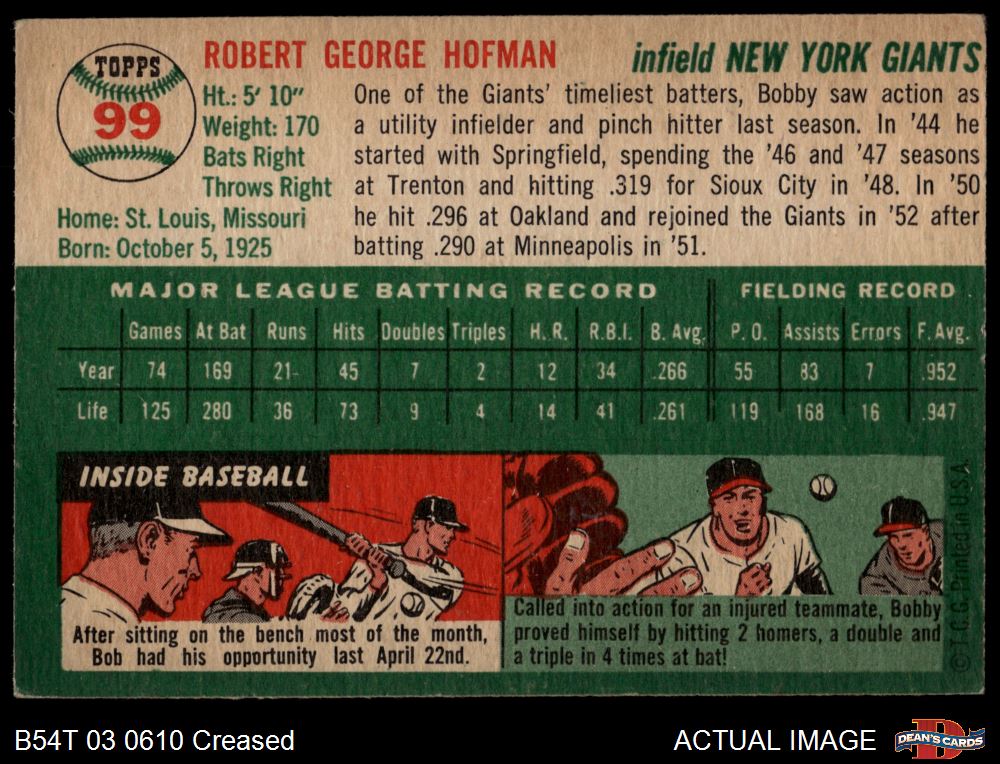 TOPPS
99
ROBERT GEORGE HOFMAN
infield NEW YORK GIANTS
Ht.: 5' 10"
Weight: 170
Bats Right
Throws Right
Home: St. Louis, Missouri
Born: October 5, 1925
One of the Giants' timeliest batters, Bobby saw action as
a utility infielder and pinch hitter last season. In '44 he
started with Springfield, spending the '46 and '47 seasons
at Trenton and hitting .319 for Sioux City in '48. In '50
he hit .296 at Oakland and rejoined the Giants in '52 after
batting .290 at Minneapolis in '51.
MAJOR LEAGUE BATTING RECORD FIELDING RECORD
Games At Bat Runs Hits Doubles Triples H. R. R.B.I. B. Avg. P. O. Assists Errors F. Avg.
Year 74 169 21 45 7 2 12 34 .266 55 83 7 .952
Life 125 280 36 73 9 4 14 41 .261 119 168 16 .947
INSIDE BASEBALL
After sitting on the bench most of the month,
Bob had his opportunity last April 22nd.
Called into action for an injured teammate, Bobby
proved himself by hitting 2 homers, a double and
a triple in 4 times at bat!
© T. C. G. Printed in U.S.A.
B54T 03 0610 Creased
ACTUAL IMAGE
DEAN'S CARDS